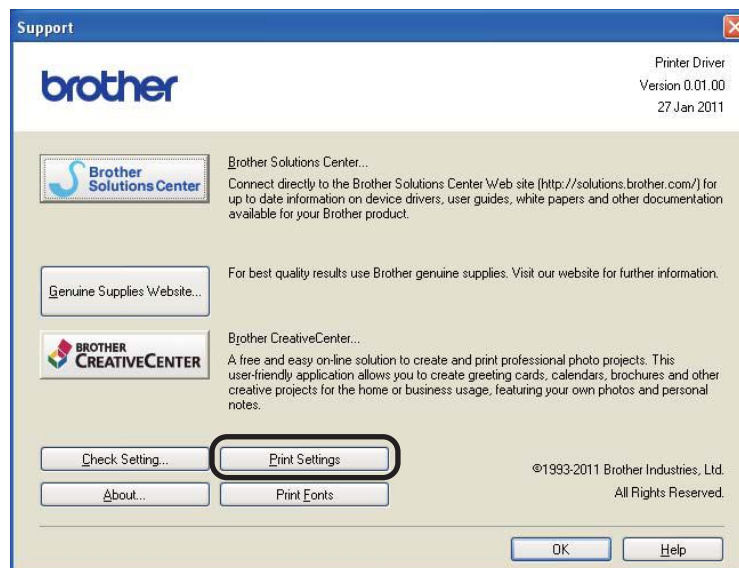 Support
brother
Printer Driver
Version 0.01.00
27 Jan 2011
Brother
Solutions Center
Brother Solutions Center...
Connect directly to the Brother Solutions Center Web site (http://solutions.brother.com/) for
up to date information on device drivers, user guides, white papers and other documentation
available for your Brother product.
Genuine Supplies Website...
For best quality results use Brother genuine supplies. Visit our website for further information.
BROTHER
CREATIVECENTER
Brother CreativeCenter...
A free and easy on-line solution to create and print professional photo projects. This
user-friendly application allows you to create greeting cards, calendars, brochures and other
creative projects for the home or business usage, featuring your own photos and personal
notes.
Check Setting...
Print Settings
About...
Print Fonts
©1993-2011 Brother Industries, Ltd.
All Rights Reserved.
OK
Help